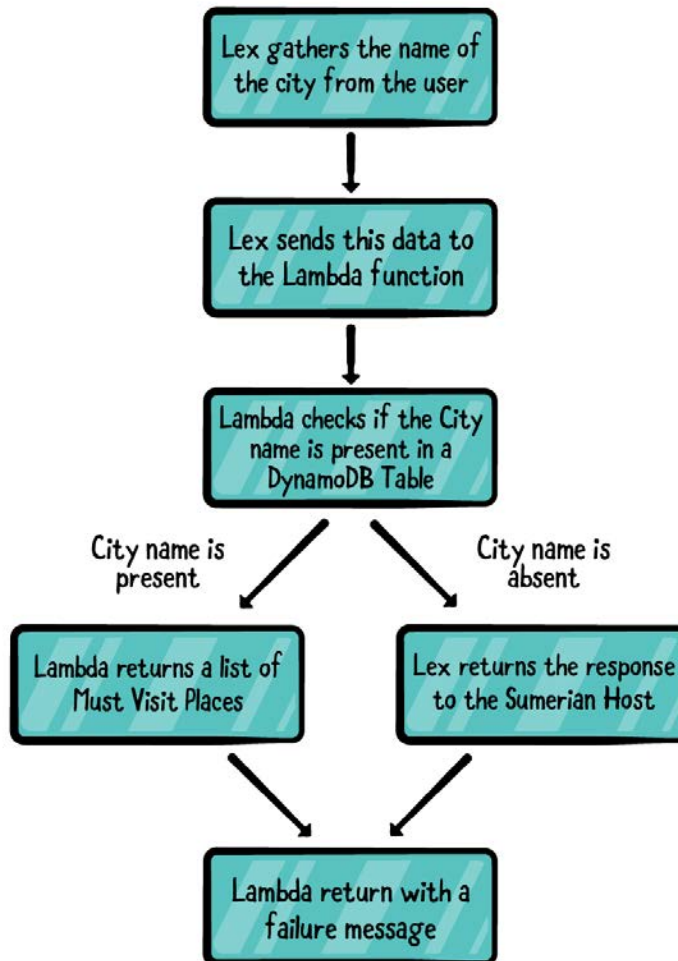 Lex gathers the name of
the city from the user
Lex sends this data to
the Lambda function
Lambda checks if the City
name is present in a
DynamoDB Table
City name is
present
City name is
absent
Lambda returns a list of
Must Visit Places
Lex returns the response
to the Sumerian Host
Lambda return with a
failure message